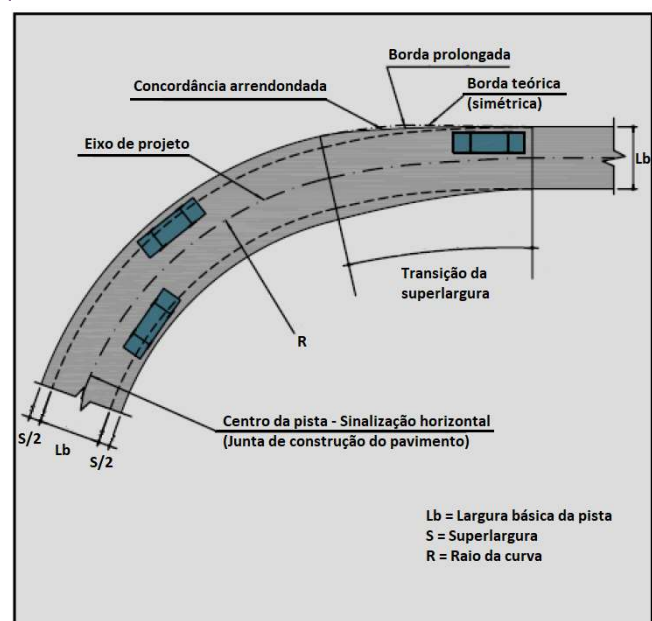 Borda prolongada
Concordância arrendondada
Borda teórica
(simétrica)
Eixo de projeto
Lb
Transição da
superlargura
R
Centro da pista - Sinalização horizontal
(Junta de construção do pavimento)
S/2
Lb
S/2
Lb = Largura básica da pista
S = Superlargura
R = Raio da curva